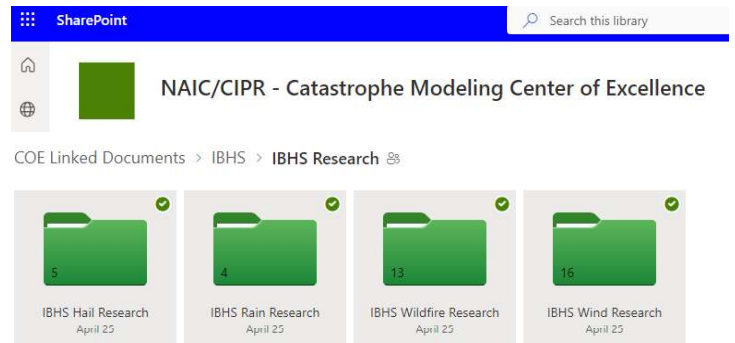 SharePoint
Search this library
NAIC/CIPR - Catastrophe Modeling Center of Excellence
COE Linked Documents > IBHS > IBHS Research
5
4
13
16
IBHS Hail Research
IBHS Rain Research
IBHS Wildfire Research
IBHS Wind Research
April 25
April 25
April 25
April 25